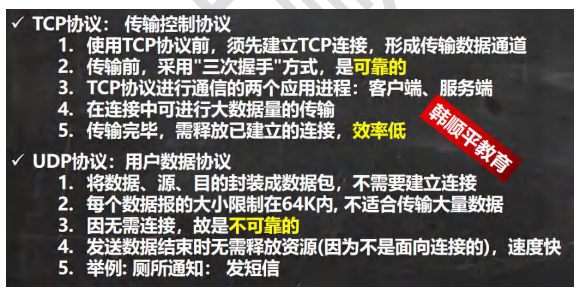 ✓ TCP协议: 传输控制协议
1. 使用TCP协议前, 须先建立TCP连接, 形成传输数据通道
2. 传输前, 采用"三次握手"方式, 是可靠的
3. TCP协议进行通信的两个应用进程: 客户端、服务端
4. 在连接中可进行大数据量的传输
5. 传输完毕, 需释放已建立的连接, 效率低
韩顺平教育
✓ UDP协议: 用户数据协议
1. 将数据、源、目的封装成数据包, 不需要建立连接
2. 每个数据报的大小限制在64K内, 不适合传输大量数据
3. 因无需连接, 故是不可靠的
4. 发送数据结束时无需释放资源(因为不是面向连接的), 速度快
5. 举例: 厕所通知: 发短信